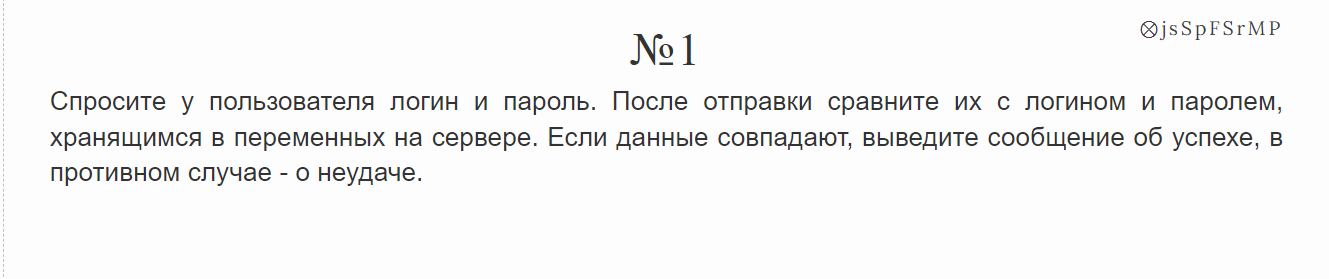 ⊗jsSpFSrMP
№1
Спросите у пользователя логин и пароль. После отправки сравните их с логином и паролем,
хранящимся в переменных на сервере. Если данные совпадают, выведите сообщение об успехе, в
противном случае - о неудаче.